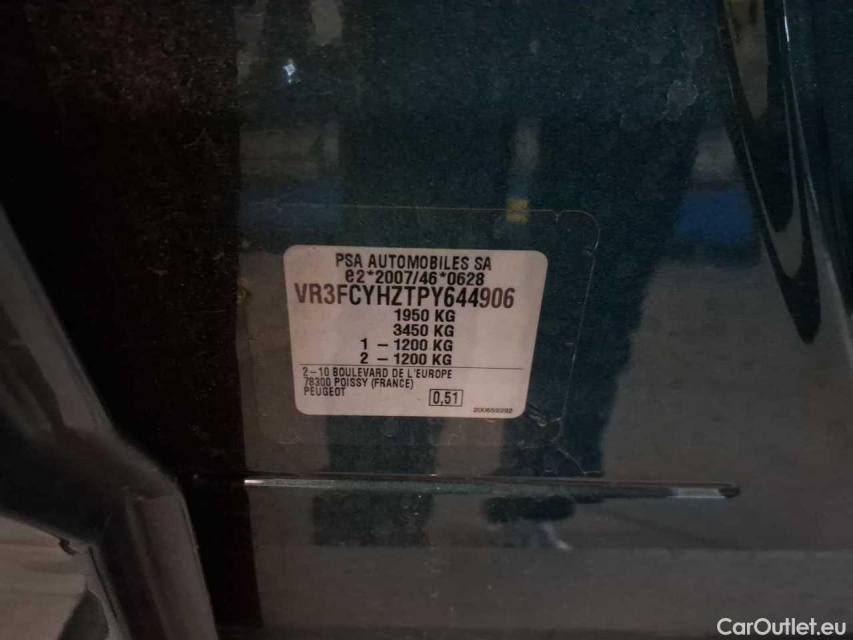 PSA AUTOMOBILES SA
e2*2007/46*0628
VR3FCYHZTPY644906
1950 KG
3450 KG
1 – 1200 KG
2 – 1200 KG
2–10 BOULEVARD DE L'EUROPE
78300 POISSY (FRANCE)
PEUGEOT
0,51
200659292
CarOutlet.eu